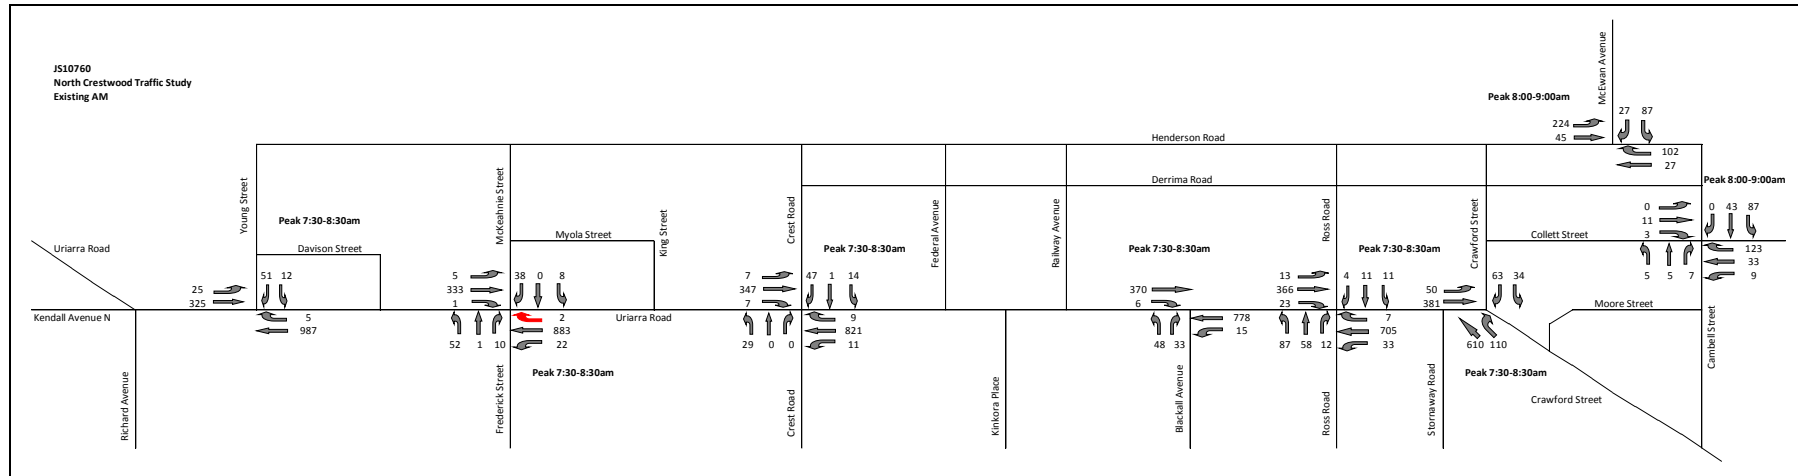 JS10760
North Crestwood Traffic Study
Existing AM
McEwan Avenue
Peak 8:00-9:00am
27 87
224
45
Henderson Road
102
27
Derrima Road
Peak 8:00-9:00am
0
11
3
0 43 87
Collett Street
123
33
9
5 5 7
Young Street
McKeahnie Street
Crest Road
Federal Avenue
Railway Avenue
Ross Road
Crawford Street
Peak 7:30-8:30am
Myola Street
King Street
Davison Street
Uriarra Road
Peak 7:30-8:30am
Peak 7:30-8:30am
Peak 7:30-8:30am
25
325
51 12
5
987
Kendall Avenue N
5
333
1
38 0 8
2
883
22
52 1 10
Uriarra Road
Peak 7:30-8:30am
7
347
7
47 1 14
9
821
11
29 0 0
370
6
778
15
48 33
13
366
23
4 11 11
7
705
33
87 58 12
50
381
63 34
610 110
Peak 7:30-8:30am
Moore Street
Cambell Street
Crawford Street
Richard Avenue
Frederick Street
Crest Road
Kinkora Place
Blackall Avenue
Ross Road
Stornaway Road